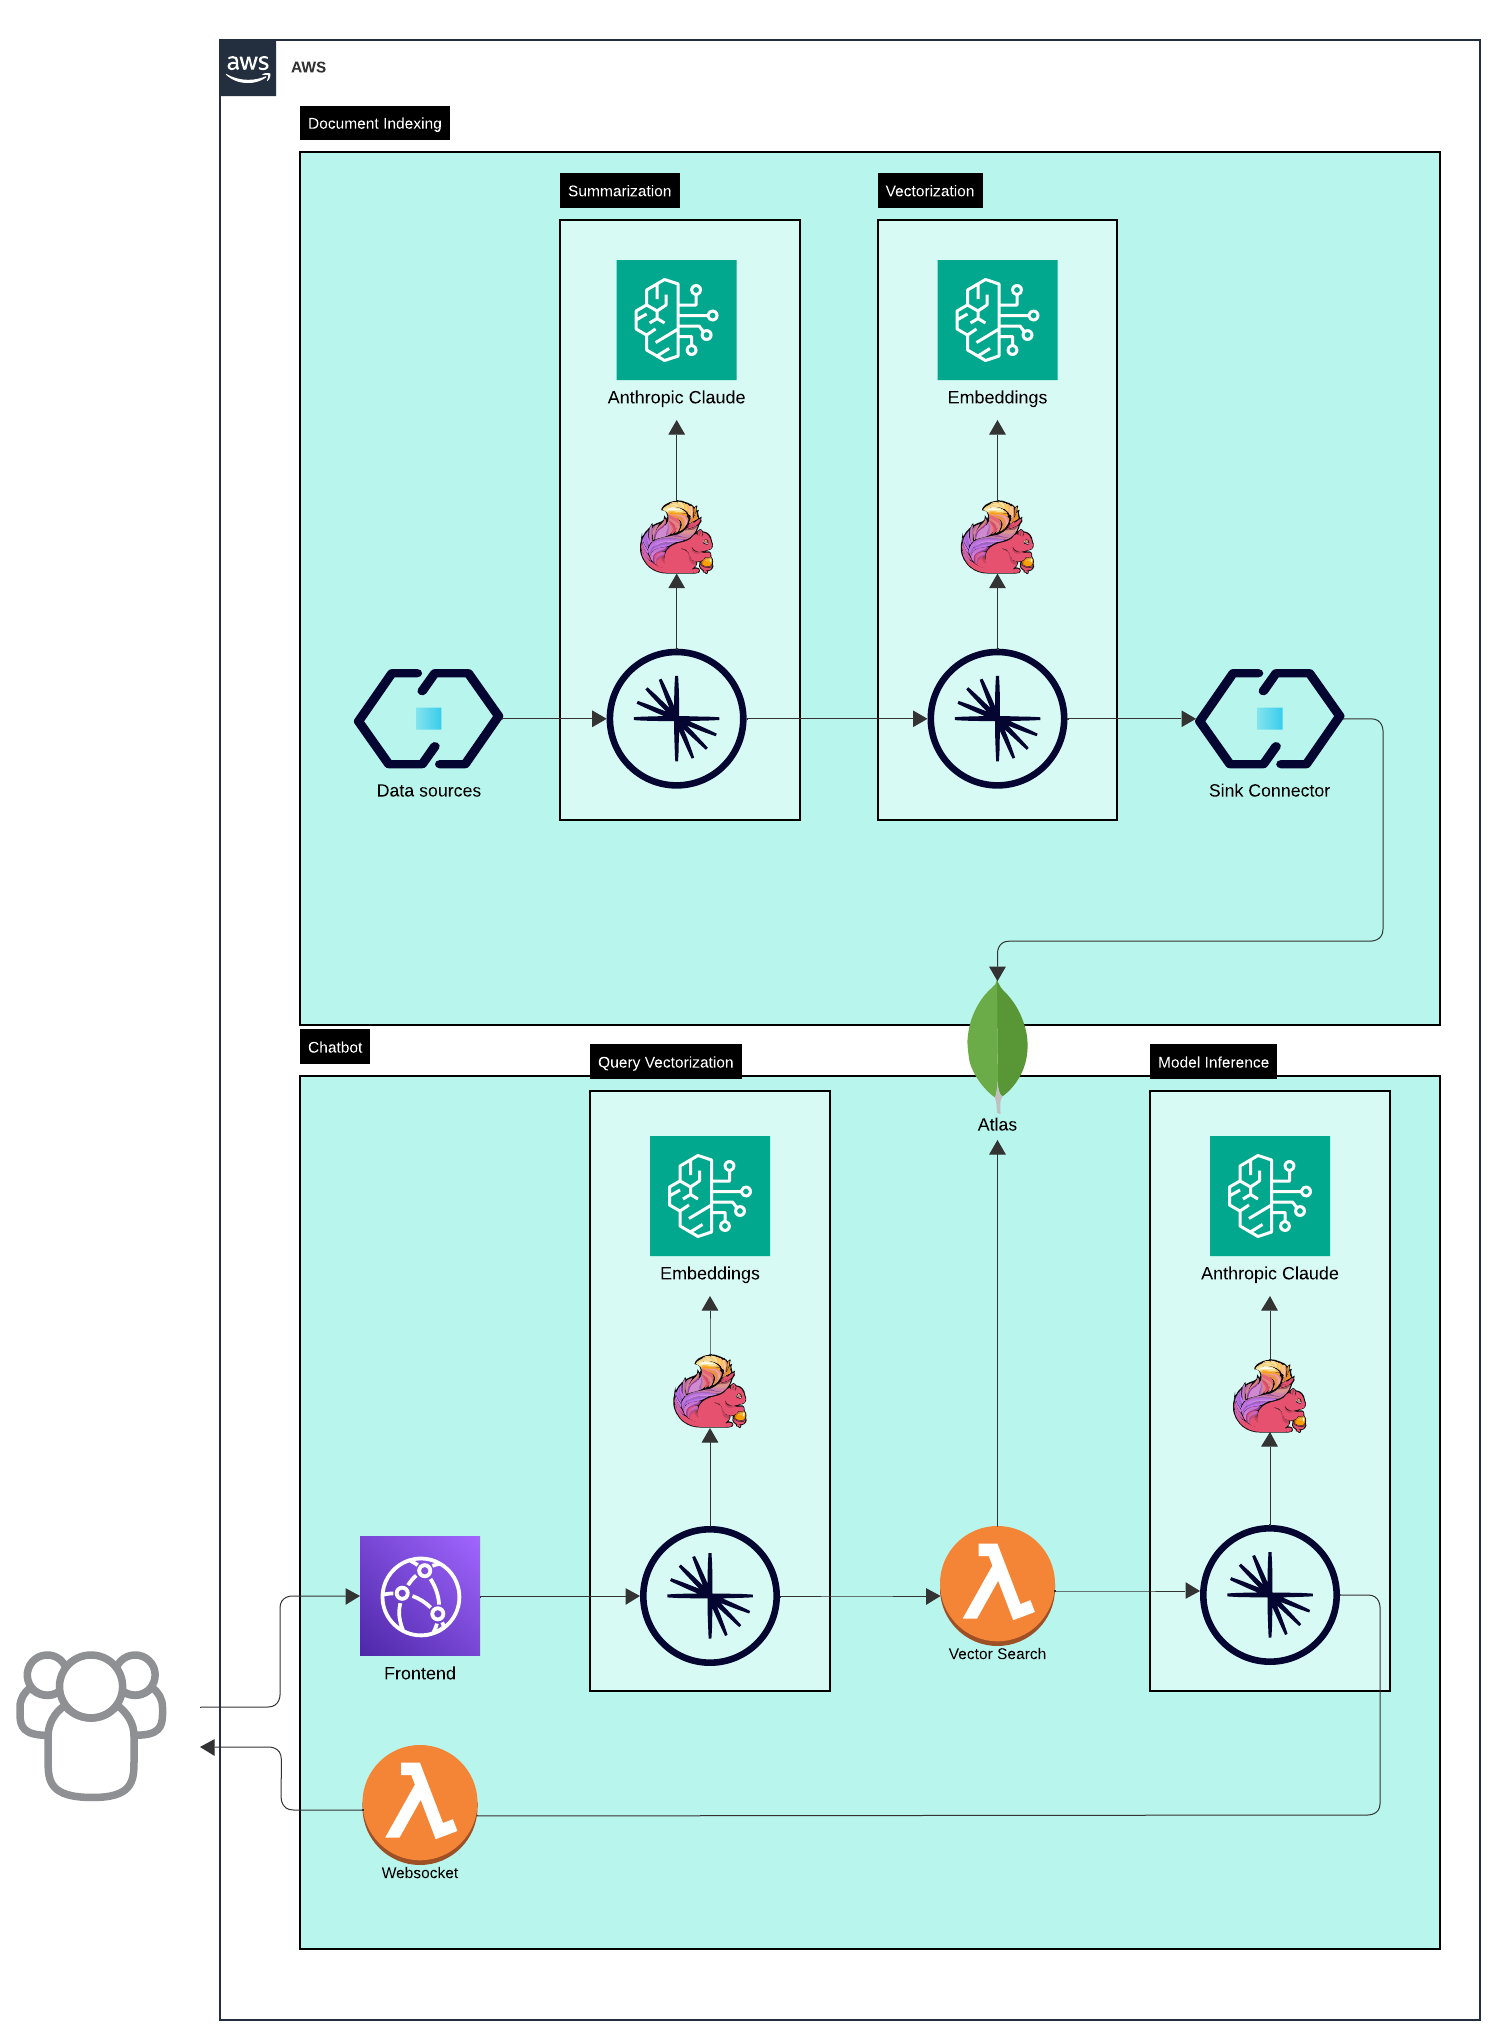 aws
AWS
Document Indexing
Summarization
Vectorization
Anthropic Claude
Embeddings
Data sources
Sink Connector
Chatbot
Query Vectorization
Model Inference
Atlas
Embeddings
Anthropic Claude
Vector Search
Frontend
Websocket